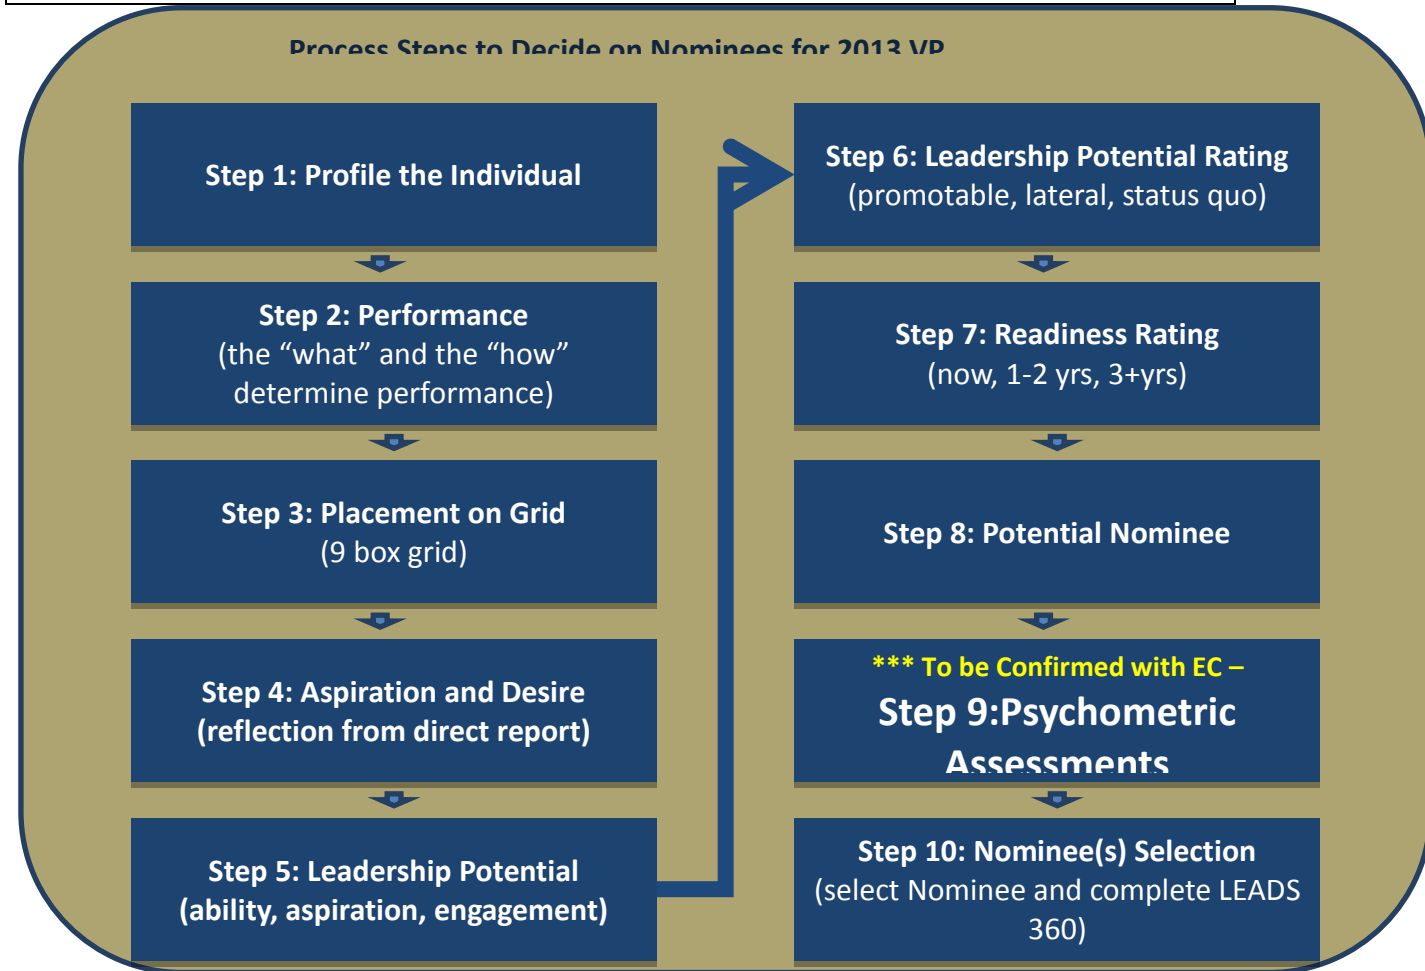 Process Steps to Decide on Nominees for 2013 VP
Step 1: Profile the Individual
Step 2: Performance
(the “what” and the “how”
determine performance)
Step 3: Placement on Grid
(9 box grid)
Step 4: Aspiration and Desire
(reflection from direct report)
Step 5: Leadership Potential
(ability, aspiration, engagement)
Step 6: Leadership Potential Rating
(promotable, lateral, status quo)
Step 7: Readiness Rating
(now, 1-2 yrs, 3+yrs)
Step 8: Potential Nominee
*** To be Confirmed with EC –
Step 9:Psychometric
Assessments
Step 10: Nominee(s) Selection
(select Nominee and complete LEADS
360)